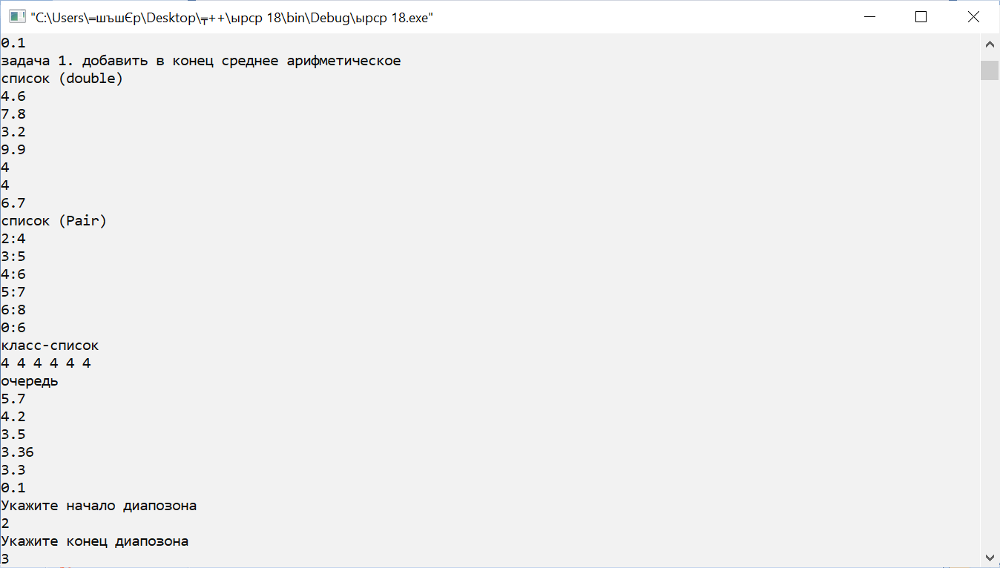 "C:\Users\═шъшЄр\Desktop\╤++\ырср 18\bin\Debug\ырср 18.exe"
0.1
задача 1. добавить в конец среднее арифметическое
список (double)
4.6
7.8
3.2
9.9
4
4
6.7
список (Pair)
2:4
3:5
4:6
5:7
6:8
0:6
класс-список
4 4 4 4 4 4
очередь
5.7
4.2
3.5
3.36
3.3
0.1
Укажите начало диапозона
2
Укажите конец диапозона
3